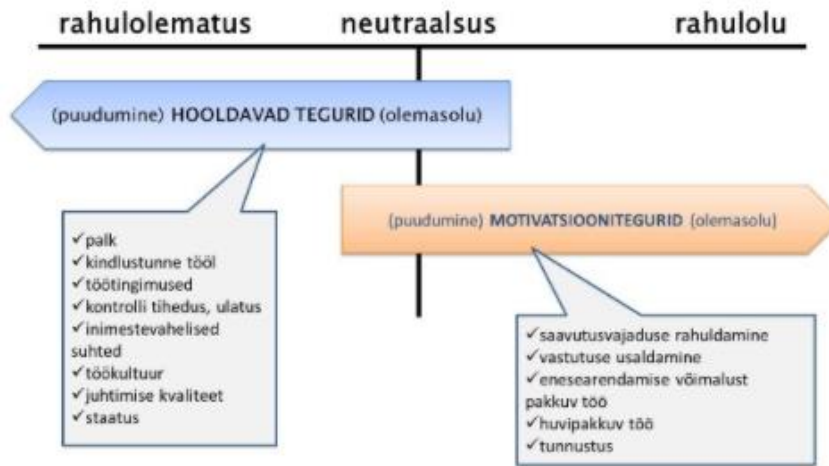 rahulolematus neutraalsus rahulolu
(puudumine) HOOLDAVAD TEGURID (olemasolu)
(puudumine) MOTIVATSIOONITEGURID (olemasolu)
✓palk
✓kindlustunne tööl
✓töötingimused
✓kontrolli tihedus, ulatus
✓inimestevahelised
suhted
✓töökultuur
✓juhtimise kvaliteet
✓staatus
✓saavutusvajaduse rahuldamine
✓vastutuse usaldamine
✓enesearendamise võimalust
pakkuv töö
✓huvipakkuv töö
✓tunnustus